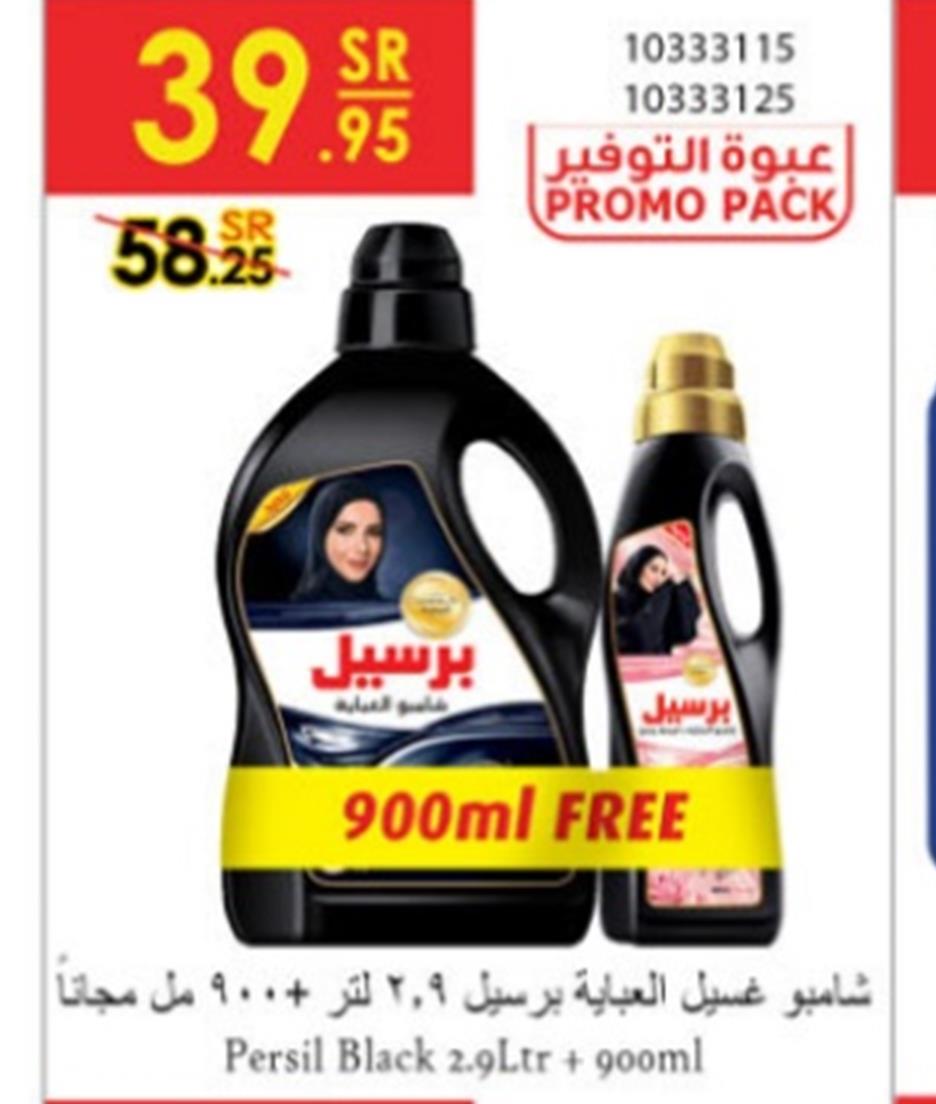 39.95 SR
10333115
10333125
عبوة التوفير
PROMO PACK
58.25 SR
برسيل
شامبو العباية
برسيل
900ml FREE
شامبو غسيل العباية برسيل ٢,٩ لتر +٩٠٠ مل مجاناً
Persil Black 2.9Ltr + 900ml